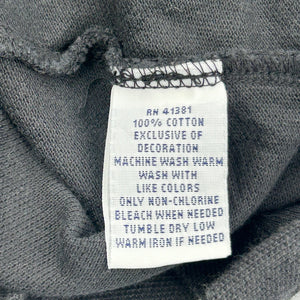 RN 41381
100% COTTON
EXCLUSIVE OF
DECORATION
MACHINE WASH WARM
WASH WITH
LIKE COLORS
ONLY NON-CHLORINE
BLEACH WHEN NEEDED
TUMBLE DRY LOW
WARM IRON IF NEEDED